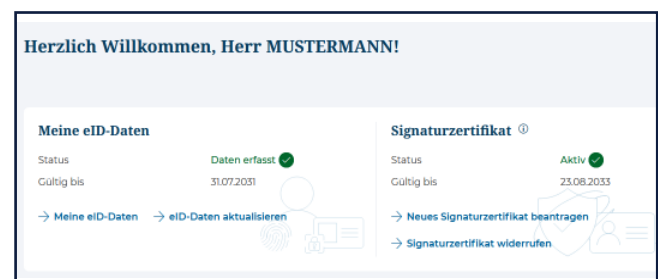 Herzlich Willkommen, Herr MUSTERMANN!
Meine eID-Daten
Status Daten erfasst
Gültig bis 31.07.2031
→ Meine eID-Daten → eID-Daten aktualisieren
Signaturzertifikat ⓘ
Status Aktiv
Gültig bis 23.08.2033
→ Neues Signaturzertifikat beantragen
→ Signaturzertifikat widerrufen